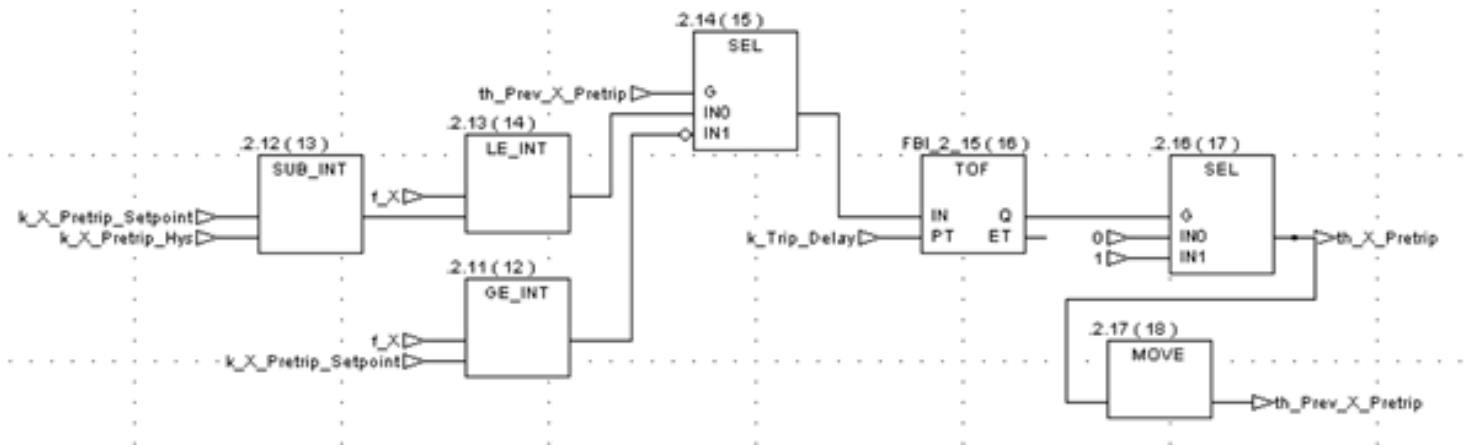 .2.14 (15)
SEL
th_Prev_X_Pretrip
G
IN0
IN1
.2.13 (14)
LE_INT
.2.12 (13)
SUB_INT
f_X
k_X_Pretrip_Setpoint
k_X_Pretrip_Hys
FBI_2_15 (16)
TOF
IN Q
k_Trip_Delay
PT ET
.2.16 (17)
SEL
G
0
IN0
1
IN1
th_X_Pretrip
.2.11 (12)
GE_INT
f_X
k_X_Pretrip_Setpoint
.2.17 (18)
MOVE
th_Prev_X_Pretrip